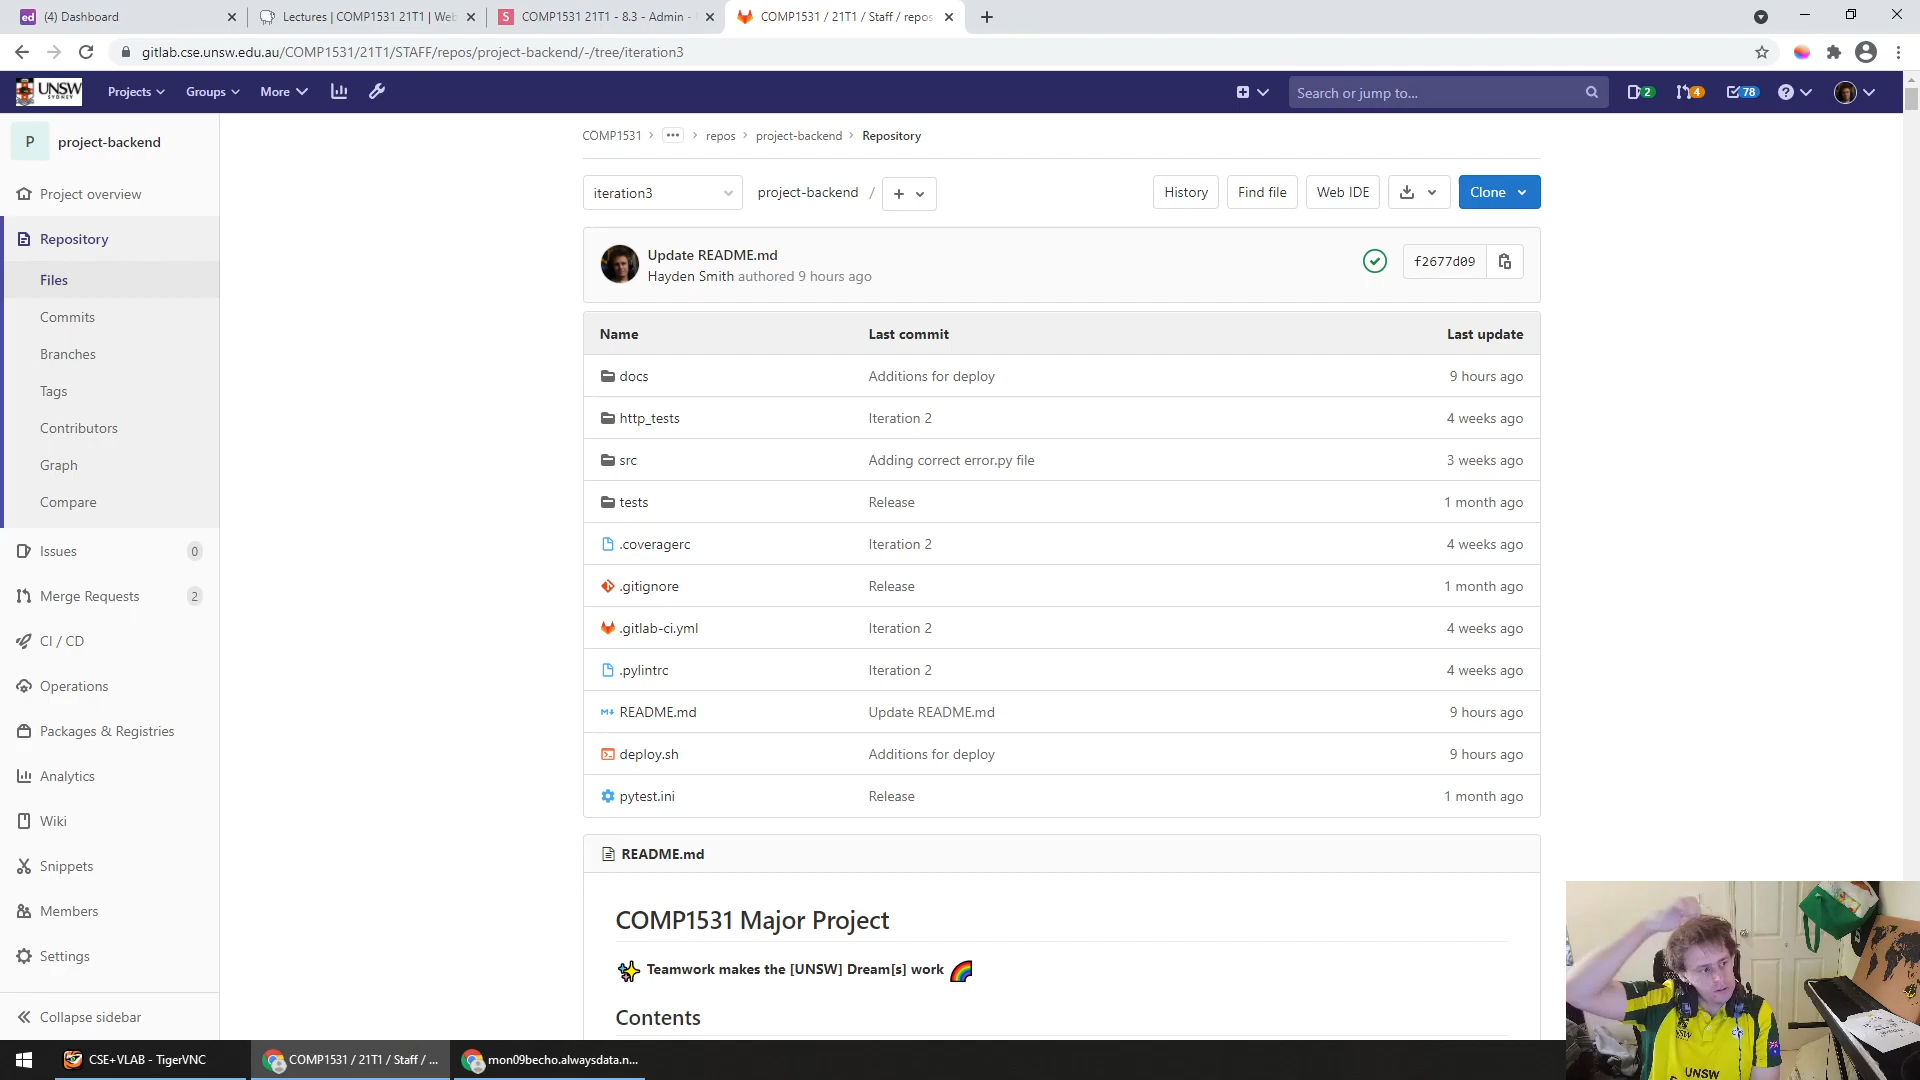 (4) Dashboard
Lectures | COMP1531 21T1 | Web
COMP1531 21T1 - 8.3 - Admin -
COMP1531 / 21T1 / Staff / repos
gitlab.cse.unsw.edu.au/COMP1531/21T1/STAFF/repos/project-backend/-/tree/iteration3
UNSW
SYDNEY
Projects
Groups
More
Search or jump to...
2
4
78
P
project-backend
COMP1531 > ... > repos > project-backend > Repository
Project overview
iteration3
project-backend /
History
Find file
Web IDE
Clone
Repository
Update README.md
Hayden Smith authored 9 hours ago
f2677d09
Files
Commits
Branches
Tags
Contributors
Graph
Compare
Issues 0
Merge Requests 2
CI / CD
Operations
Packages & Registries
Analytics
Wiki
Snippets
Members
Settings
Collapse sidebar
Name Last commit Last update
docs Additions for deploy 9 hours ago
http_tests Iteration 2 4 weeks ago
src Adding correct error.py file 3 weeks ago
tests Release 1 month ago
.coveragerc Iteration 2 4 weeks ago
.gitignore Release 1 month ago
.gitlab-ci.yml Iteration 2 4 weeks ago
.pylintrc Iteration 2 4 weeks ago
README.md Update README.md 9 hours ago
deploy.sh Additions for deploy 9 hours ago
pytest.ini Release 1 month ago
README.md
COMP1531 Major Project
✨ Teamwork makes the [UNSW] Dream[s] work 🌈
Contents
CSE+VLAB - TigerVNC
COMP1531 / 21T1 / Staff / ...
mon09becho.alwaysdata.n...
UNSW